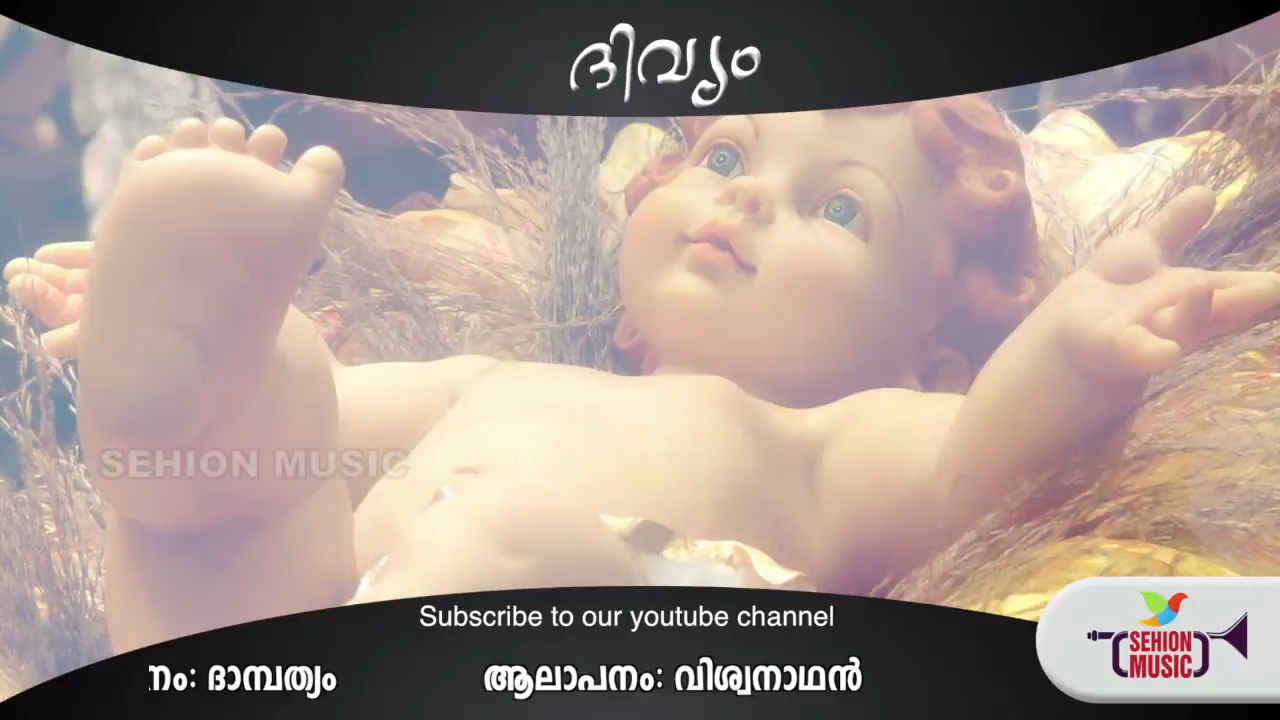 ദിവ്യം
SEHION MUSIC
Subscribe to our youtube channel
നം: ദാമ്പത്യം ആലാപനം: വിശ്വനാഥൻ
SEHION
MUSIC